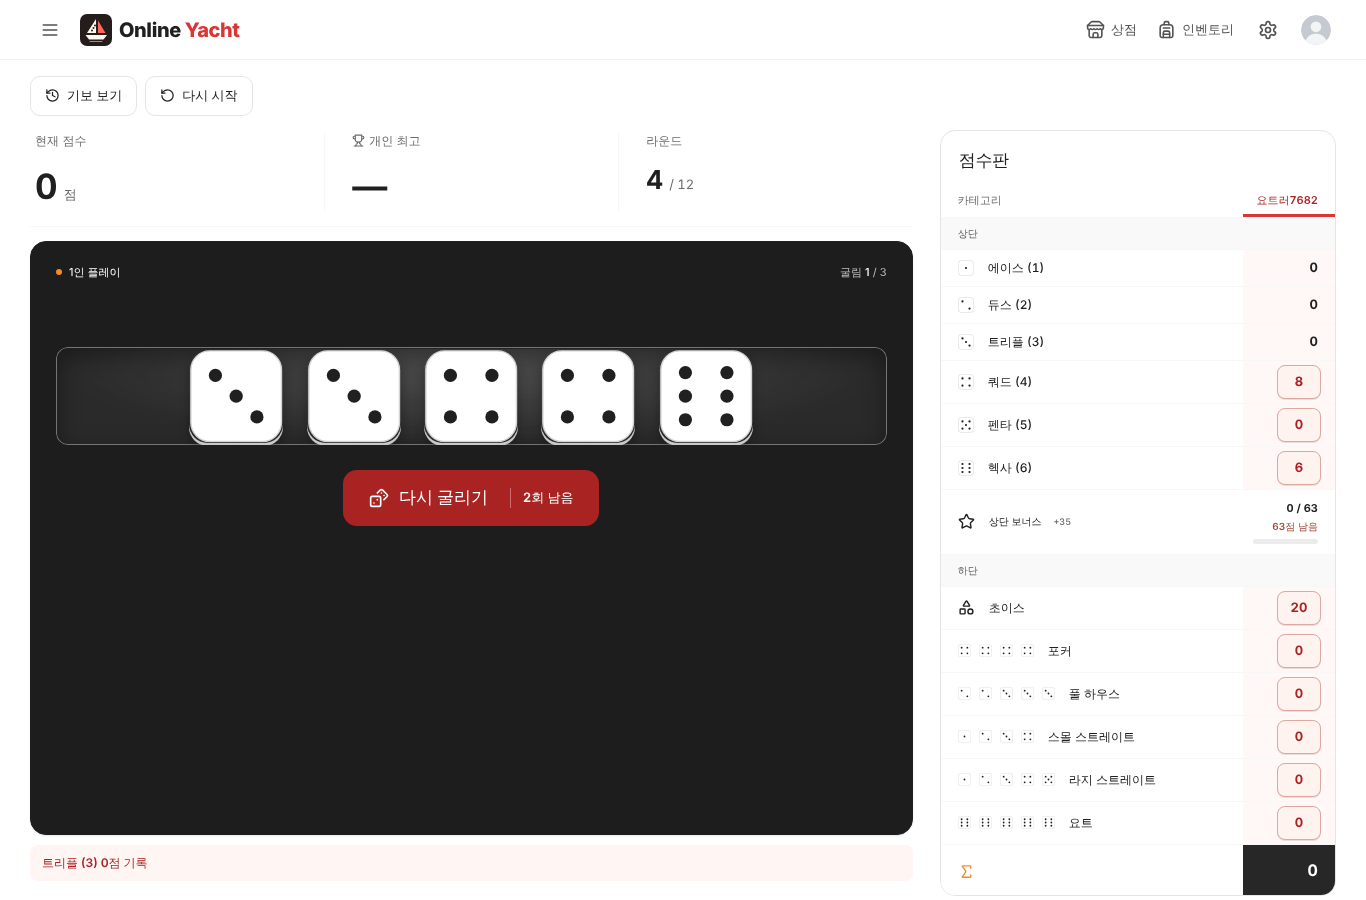 Online Yacht
상점
인벤토리
기보 보기
다시 시작
현재 점수
0 점
개인 최고
—
라운드
4 / 12
1인 플레이
굴림 1 / 3
다시 굴리기
2회 남음
트리플 (3) 0점 기록
점수판
카테고리
요트러7682
상단
에이스 (1)
0
듀스 (2)
0
트리플 (3)
0
쿼드 (4)
8
펜타 (5)
0
헥사 (6)
6
상단 보너스 +35
0 / 63
63점 남음
하단
초이스
20
포커
0
풀 하우스
0
스몰 스트레이트
0
라지 스트레이트
0
요트
0
Σ
0